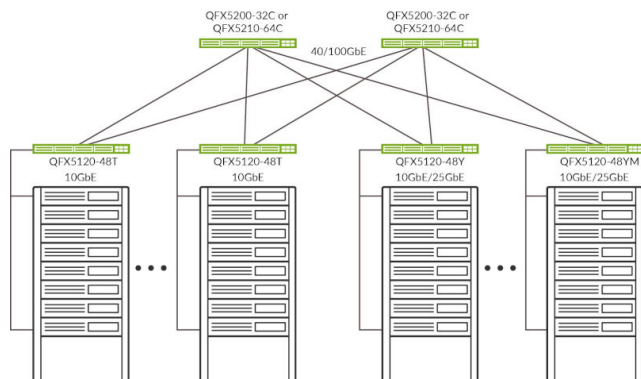 QFX5200-32C or
QFX5210-64C
QFX5200-32C or
QFX5210-64C
40/100GbE
QFX5120-48T
10GbE
QFX5120-48T
10GbE
QFX5120-48Y
10GbE/25GbE
QFX5120-48YM
10GbE/25GbE